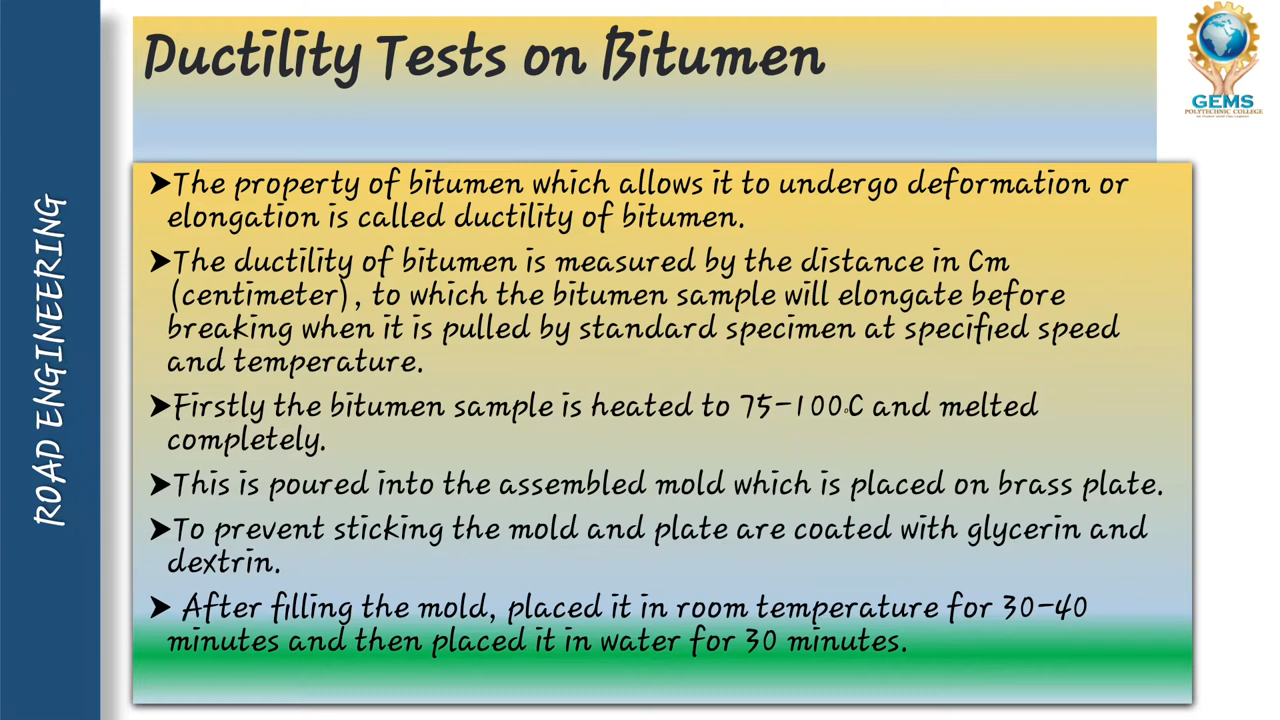 Ductility Tests on Bitumen
GEMS
POLYTECHNIC COLLEGE
ROAD ENGINEERING
➤The property of bitumen which allows it to undergo deformation or
elongation is called ductility of bitumen.
➤The ductility of bitumen is measured by the distance in Cm
(centimeter), to which the bitumen sample will elongate before
breaking when it is pulled by standard specimen at specified speed
and temperature.
➤Firstly the bitumen sample is heated to 75-100◦C and melted
completely.
➤This is poured into the assembled mold which is placed on brass plate.
➤To prevent sticking the mold and plate are coated with glycerin and
dextrin.
➤ After filling the mold, placed it in room temperature for 30-40
minutes and then placed it in water for 30 minutes.